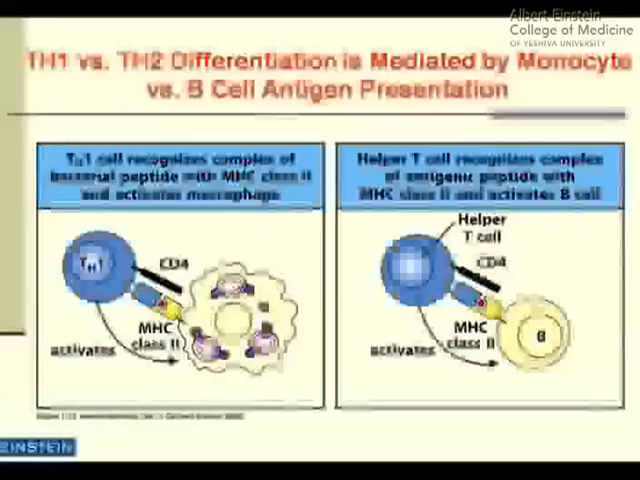 Albert Einstein
College of Medicine
OF YESHIVA UNIVERSITY
TH1 vs. TH2 Differentiation is Mediated by Monocyte
vs. B Cell Antigen Presentation
TH1 cell recognizes complex of
bacterial peptide with MHC class II
and activates macrophage
TH1
CD4
MHC
class II
activates
Helper T cell recognizes complex
of antigenic peptide with
MHC class II and activates B cell
Helper
T cell
CD4
MHC
class II
activates
B
EINSTEIN